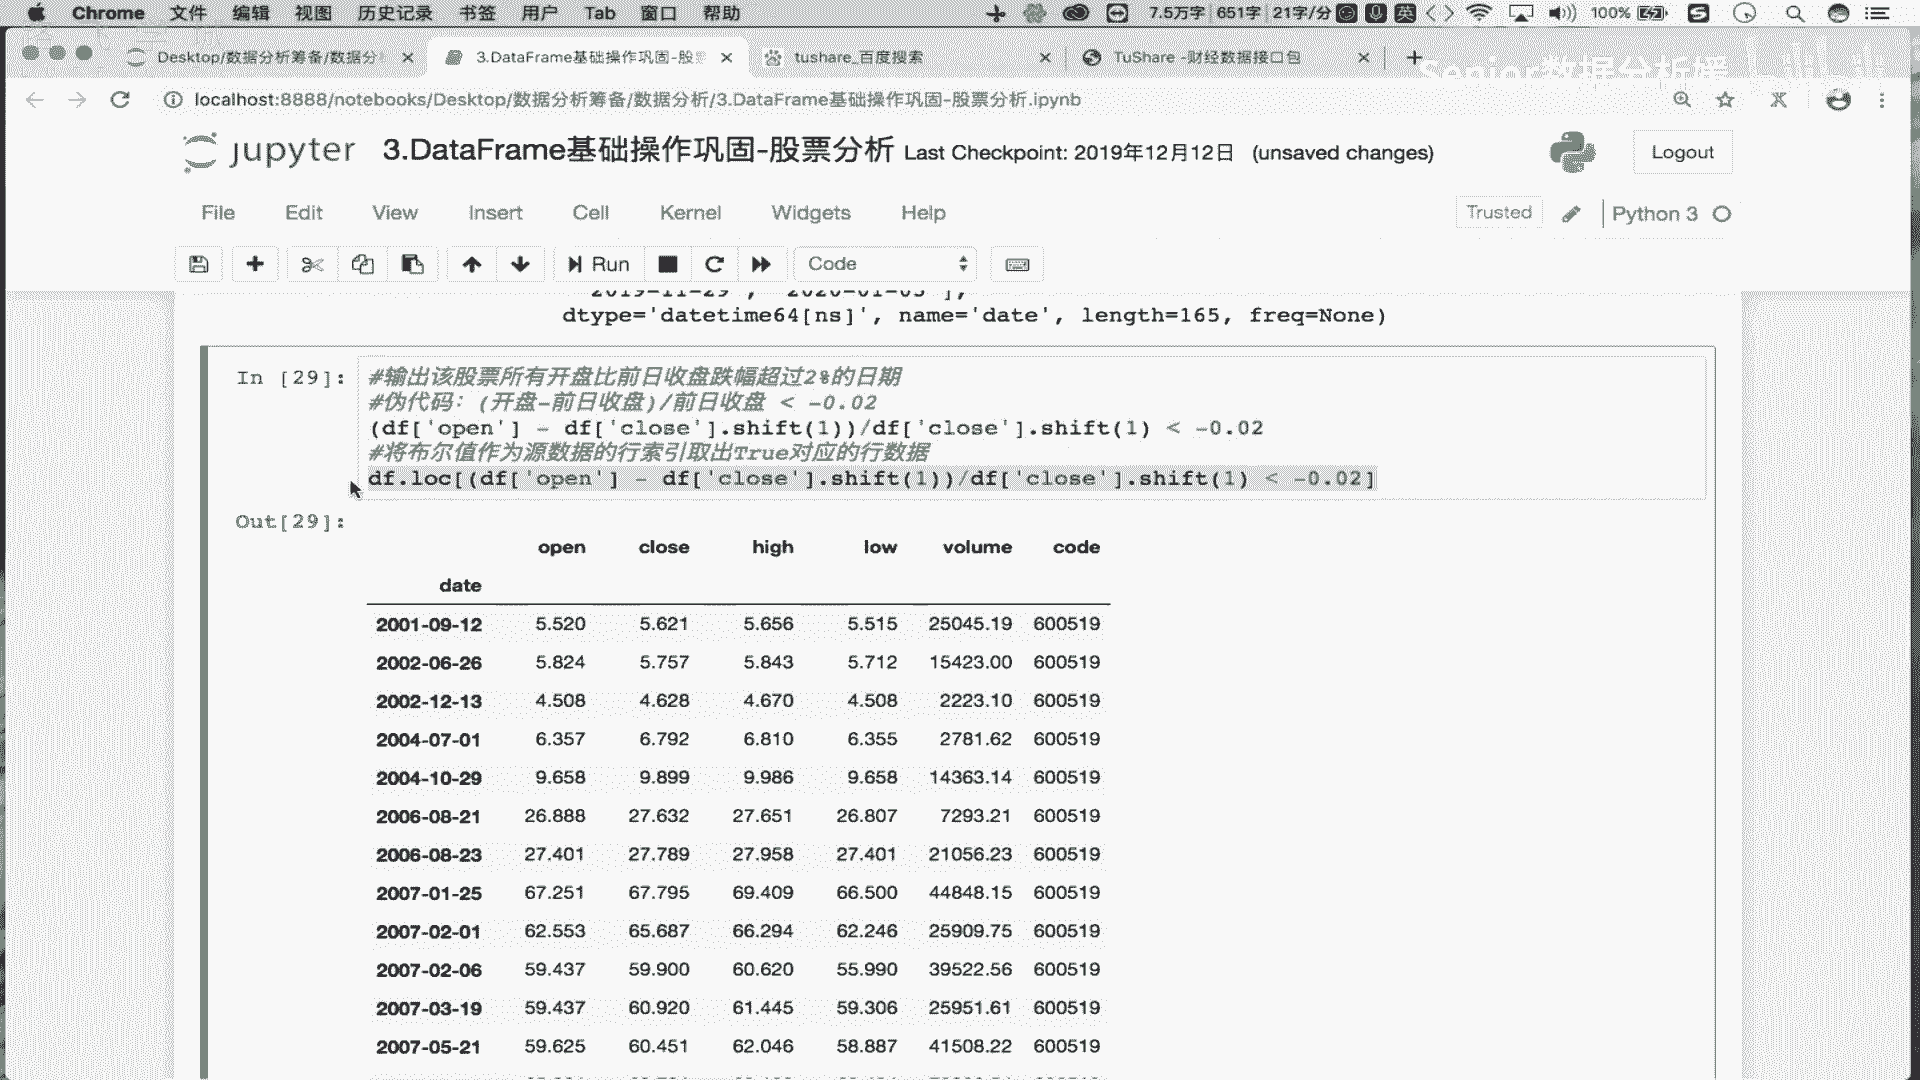 Chrome 文件 编辑 视图 历史记录 书签 用户 Tab 窗口 帮助 7.5万字 651字 21字/分 英 100%
Desktop/数据分析筹备/数据分 3.DataFrame基础操作巩固-股 tushare_百度搜索 TuShare -财经数据接口包
Senior数据分析媛
localhost:8888/notebooks/Desktop/数据分析筹备/数据分析/3.DataFrame基础操作巩固-股票分析.ipynb
jupyter 3.DataFrame基础操作巩固-股票分析 Last Checkpoint: 2019年12月12日 (unsaved changes) Logout
File Edit View Insert Cell Kernel Widgets Help Trusted Python 3
Run Code
dtype='datetime64[ns]', name='date', length=165, freq=None)
In [29]: #输出该股票所有开盘比前日收盘跌幅超过2%的日期
#伪代码：(开盘-前日收盘)/前日收盘 < -0.02
(df['open'] - df['close'].shift(1))/df['close'].shift(1) < -0.02
#将布尔值作为源数据的行索引取出True对应的行数据
df.loc[(df['open'] - df['close'].shift(1))/df['close'].shift(1) < -0.02]
Out[29]:
open close high low volume code
date
2001-09-12 5.520 5.621 5.656 5.515 25045.19 600519
2002-06-26 5.824 5.757 5.843 5.712 15423.00 600519
2002-12-13 4.508 4.628 4.670 4.508 2223.10 600519
2004-07-01 6.357 6.792 6.810 6.355 2781.62 600519
2004-10-29 9.658 9.899 9.986 9.658 14363.14 600519
2006-08-21 26.888 27.632 27.651 26.807 7293.21 600519
2006-08-23 27.401 27.789 27.958 27.401 21056.23 600519
2007-01-25 67.251 67.795 69.409 66.500 44848.15 600519
2007-02-01 62.553 65.687 66.294 62.246 25909.75 600519
2007-02-06 59.437 59.900 60.620 55.990 39522.56 600519
2007-03-19 59.437 60.920 61.445 59.306 25951.61 600519
2007-05-21 59.625 60.451 62.046 58.887 41508.22 600519